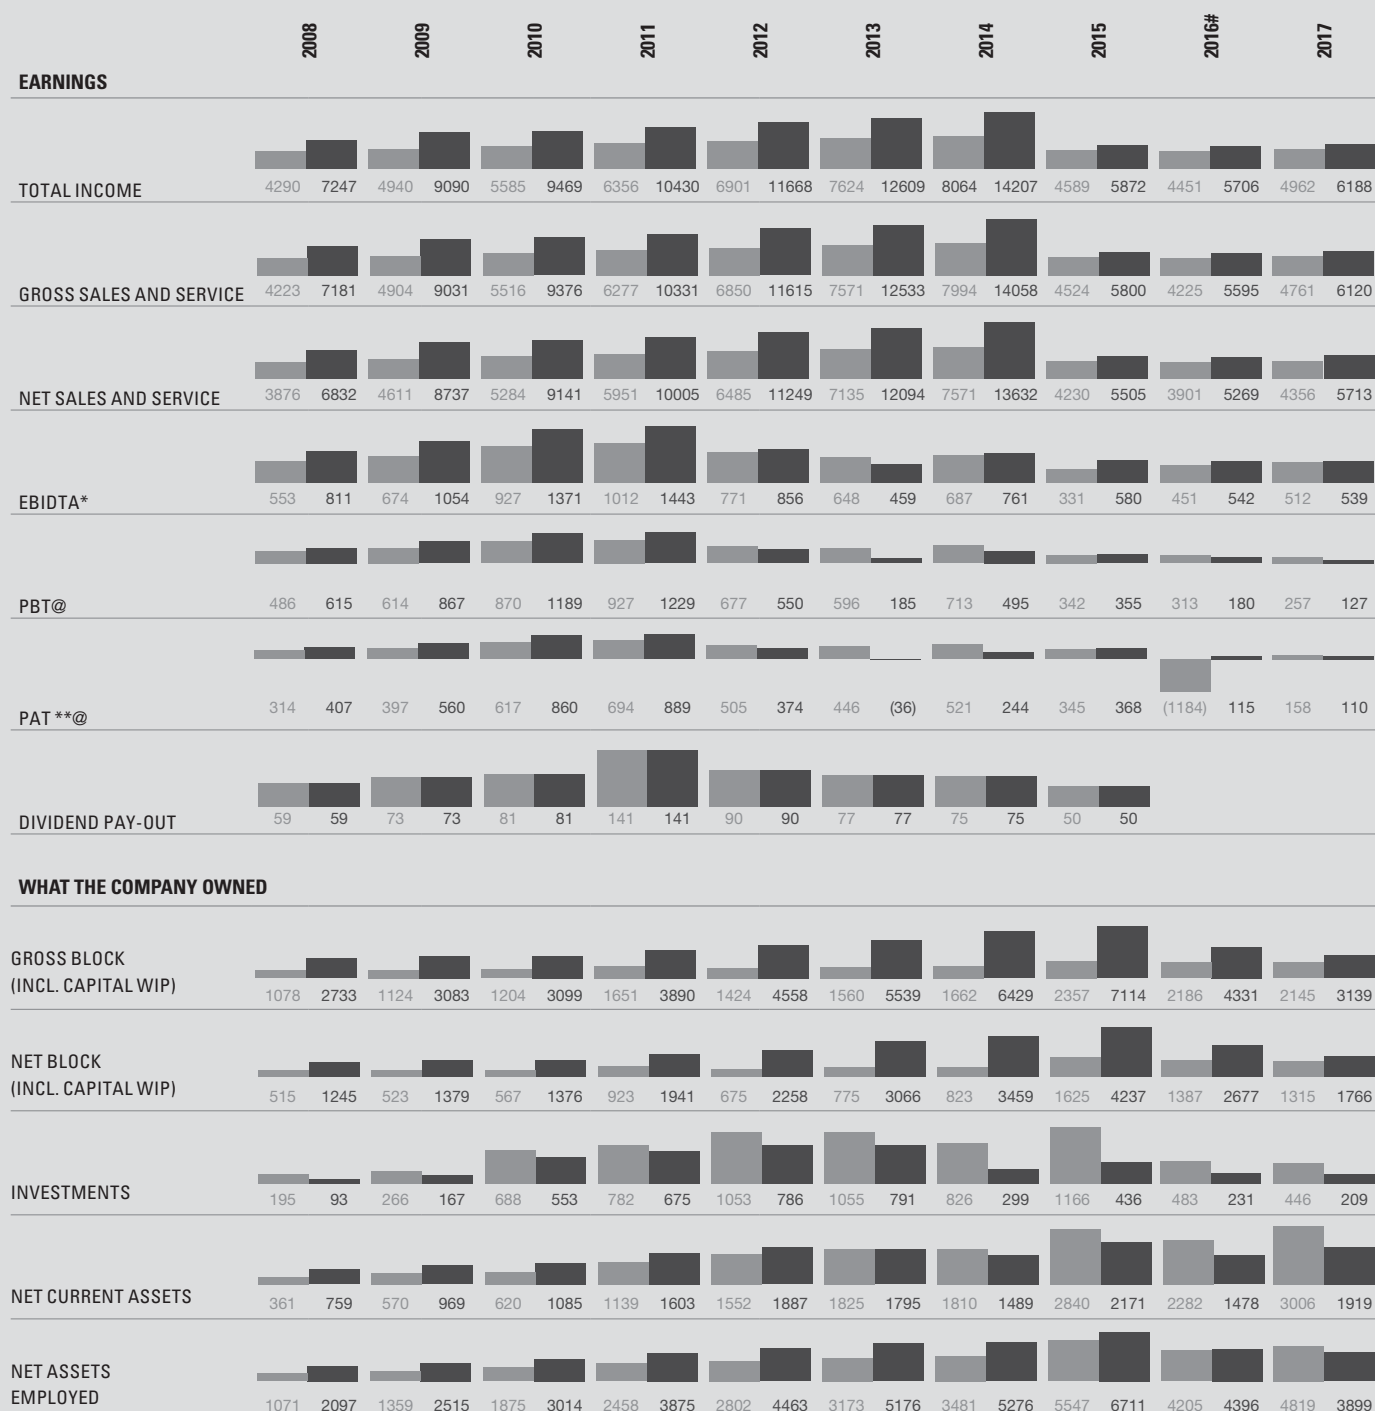 2008 2009 2010 2011 2012 2013 2014 2015 2016# 2017
EARNINGS
TOTAL INCOME 4290 7247 4940 9090 5585 9469 6356 10430 6901 11668 7624 12609 8064 14207 4589 5872 4451 5706 4962 6188
GROSS SALES AND SERVICE 4223 7181 4904 9031 5516 9376 6277 10331 6850 11615 7571 12533 7994 14058 4524 5800 4225 5595 4761 6120
NET SALES AND SERVICE 3876 6832 4611 8737 5284 9141 5951 10005 6485 11249 7135 12094 7571 13632 4230 5505 3901 5269 4356 5713
EBIDTA* 553 811 674 1054 927 1371 1012 1443 771 856 648 459 687 761 331 580 451 542 512 539
PBT@ 486 615 614 867 870 1189 927 1229 677 550 596 185 713 495 342 355 313 180 257 127
PAT **@ 314 407 397 560 617 860 694 889 505 374 446 (36) 521 244 345 368 (1184) 115 158 110
DIVIDEND PAY-OUT 59 59 73 73 81 81 141 141 90 90 77 77 75 75 50 50
WHAT THE COMPANY OWNED
GROSS BLOCK
(INCL. CAPITAL WIP) 1078 2733 1124 3083 1204 3099 1651 3890 1424 4558 1560 5539 1662 6429 2357 7114 2186 4331 2145 3139
NET BLOCK
(INCL. CAPITAL WIP) 515 1245 523 1379 567 1376 923 1941 675 2258 775 3066 823 3459 1625 4237 1387 2677 1315 1766
INVESTMENTS 195 93 266 167 688 553 782 675 1053 786 1055 791 826 299 1166 436 483 231 446 209
NET CURRENT ASSETS 361 759 570 969 620 1085 1139 1603 1552 1887 1825 1795 1810 1489 2840 2171 2282 1478 3006 1919
NET ASSETS
EMPLOYED 1071 2097 1359 2515 1875 3014 2458 3875 2802 4463 3173 5176 3481 5276 5547 6711 4205 4396 4819 3899